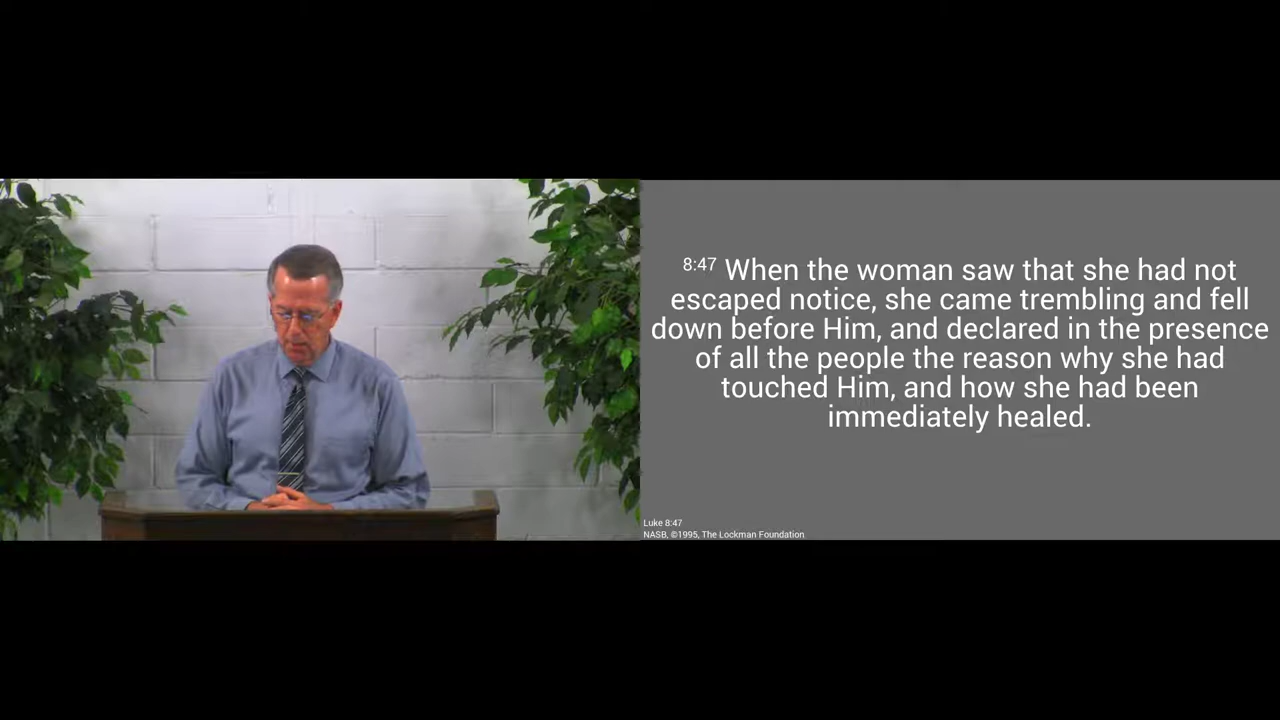 8:47 When the woman saw that she had not
escaped notice, she came trembling and fell
down before Him, and declared in the presence
of all the people the reason why she had
touched Him, and how she had been
immediately healed.
Luke 8:47
NASB, ©1995, The Lockman Foundation